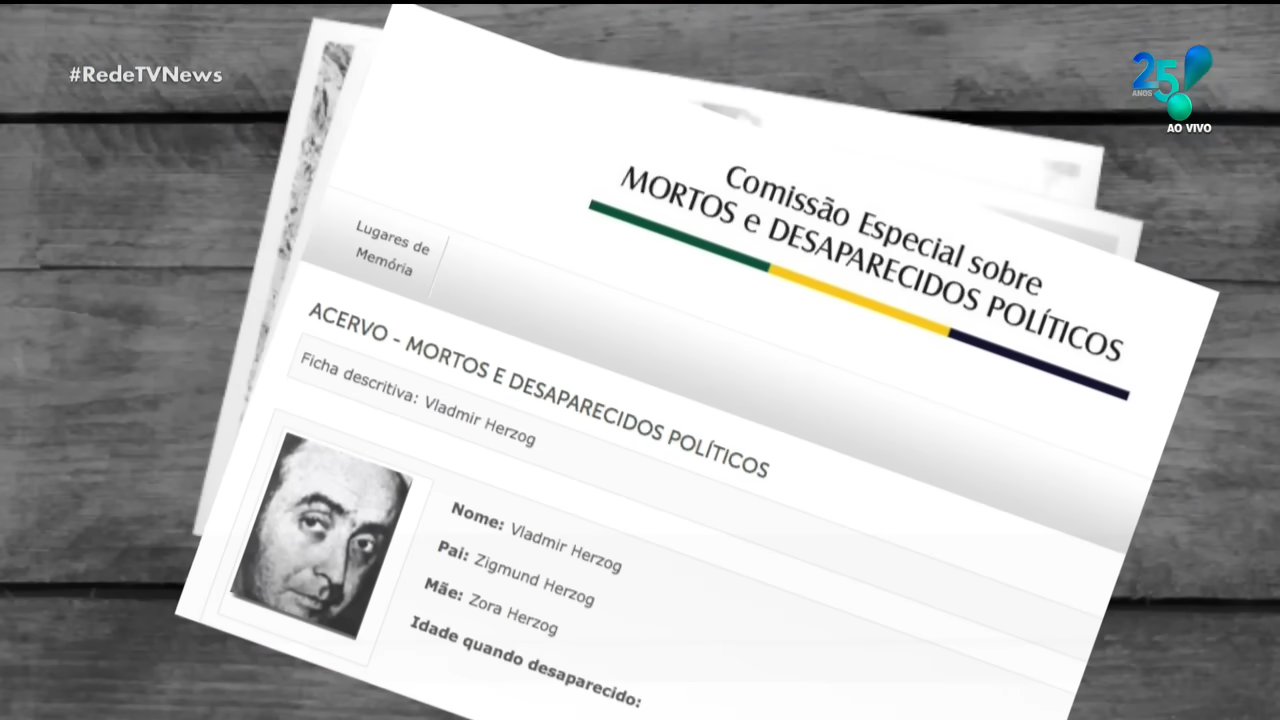 #RedeTVNews
25
ANOS
AO VIVO
Comissão Especial sobre
MORTOS e DESAPARECIDOS POLÍTICOS
Lugares de
Memória
ACERVO - MORTOS E DESAPARECIDOS POLÍTICOS
Ficha descritiva: Vladmir Herzog
Nome: Vladmir Herzog
Pai: Zigmund Herzog
Mãe: Zora Herzog
Idade quando desaparecido: